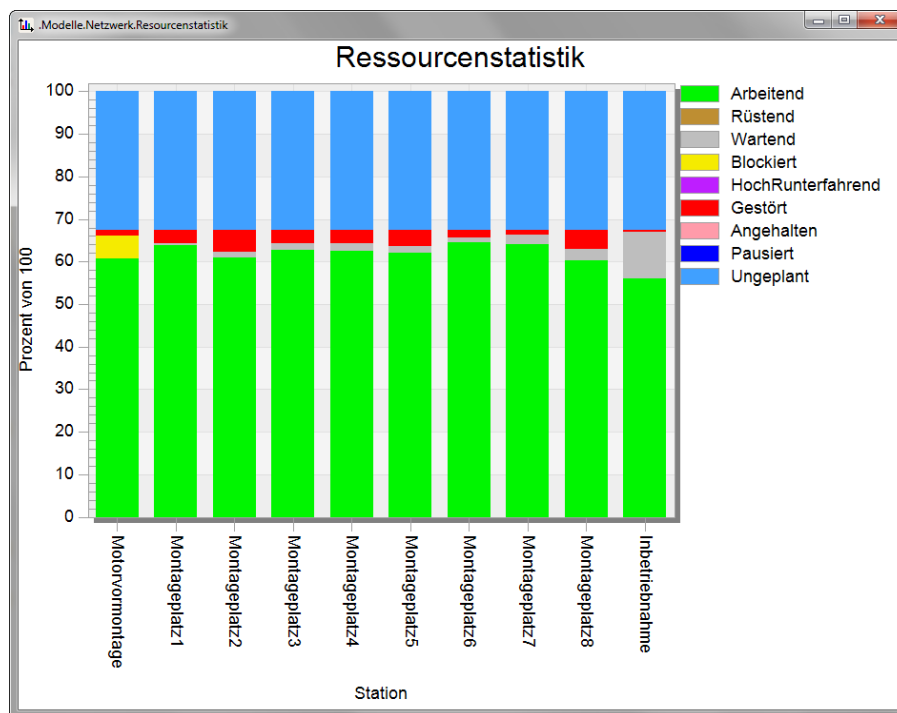 .Modelle.Netzwerk.Resourcenstatistik
Ressourcenstatistik
Prozent von 100
100
90
80
70
60
50
40
30
20
10
0
Motorvormontage
Montageplatz1
Montageplatz2
Montageplatz3
Montageplatz4
Montageplatz5
Montageplatz6
Montageplatz7
Montageplatz8
Inbetriebnahme
Station
Arbeitend
Rüstend
Wartend
Blockiert
HochRunterfahrend
Gestört
Angehalten
Pausiert
Ungeplant